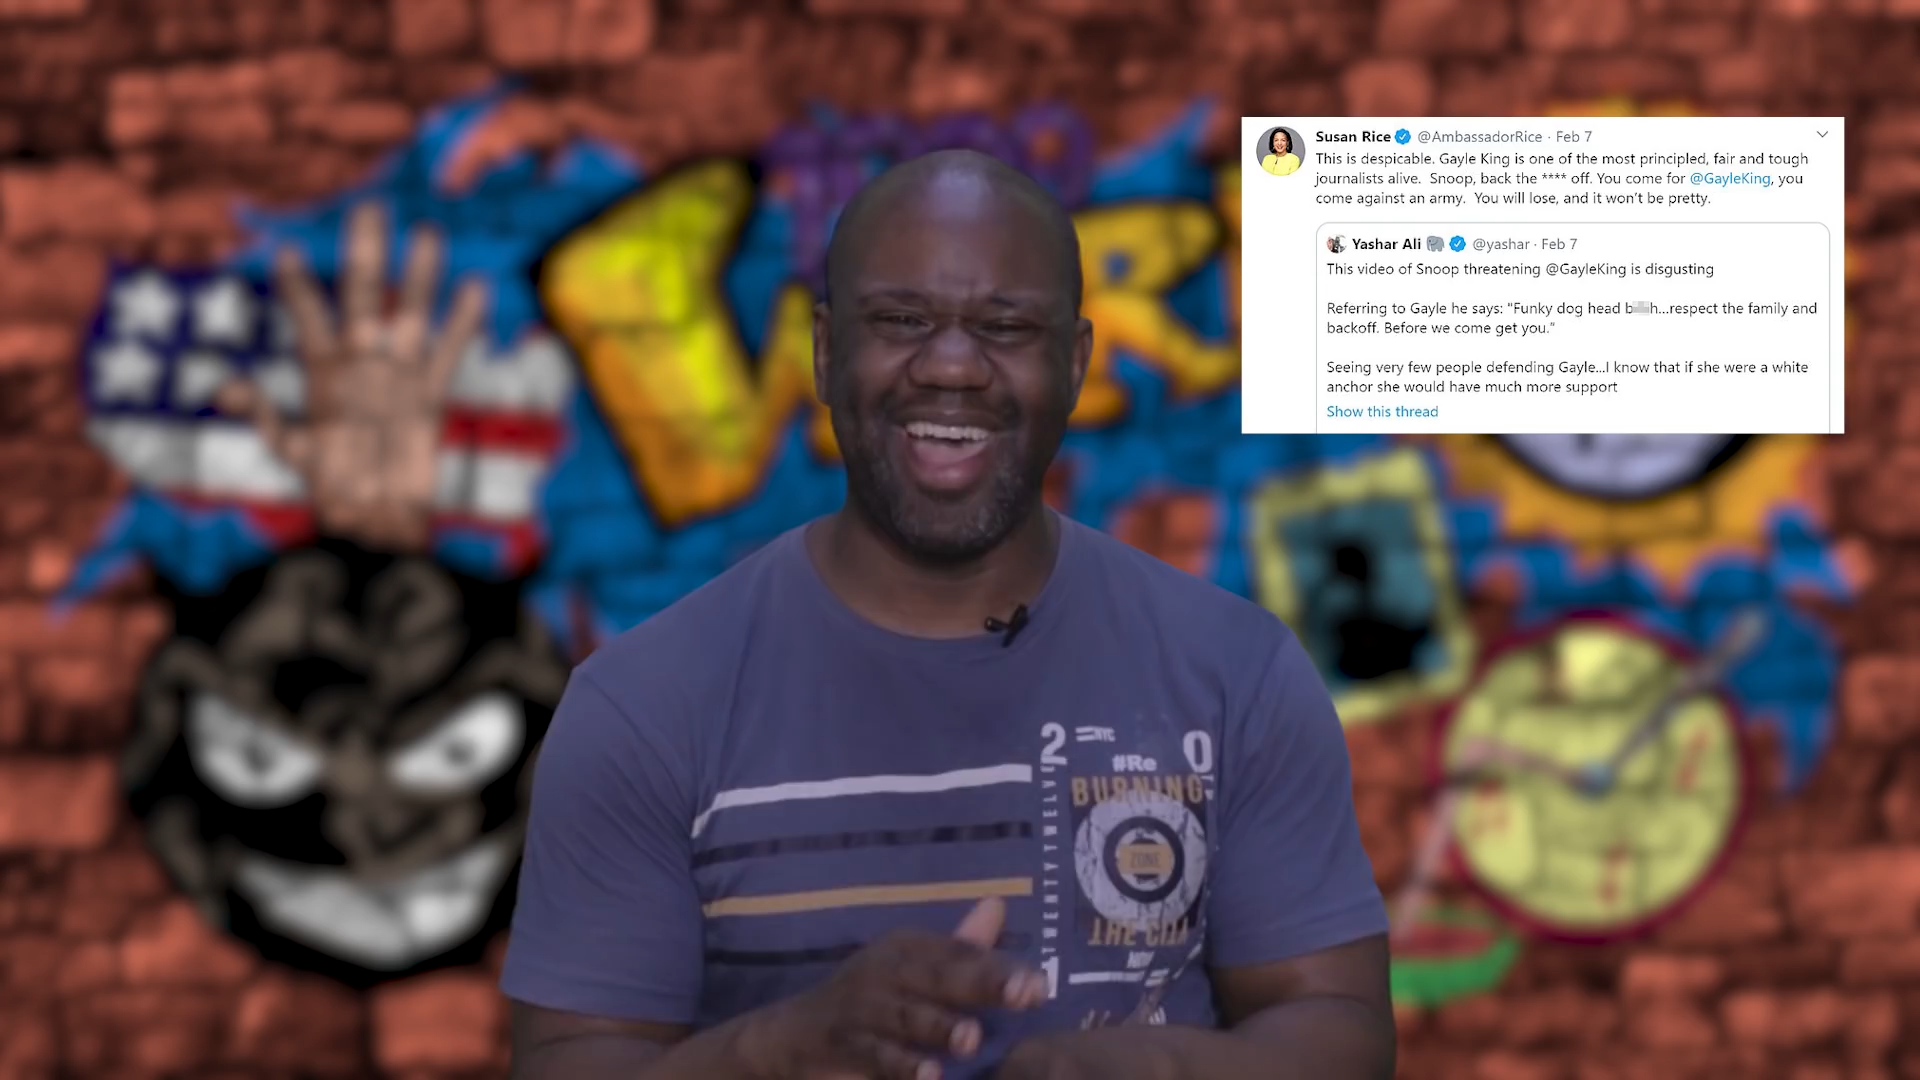 Susan Rice @AmbassadorRice · Feb 7
This is despicable. Gayle King is one of the most principled, fair and tough
journalists alive. Snoop, back the **** off. You come for @GayleKing, you
come against an army. You will lose, and it won't be pretty.
Yashar Ali @yashar · Feb 7
This video of Snoop threatening @GayleKing is disgusting
Referring to Gayle he says: "Funky dog head b h...respect the family and
backoff. Before we come get you."
Seeing very few people defending Gayle...I know that if she were a white
anchor she would have much more support
Show this thread
2 NYC 0
#Re
BURNING
TWENTY TWELVE
ZONE
THE
1